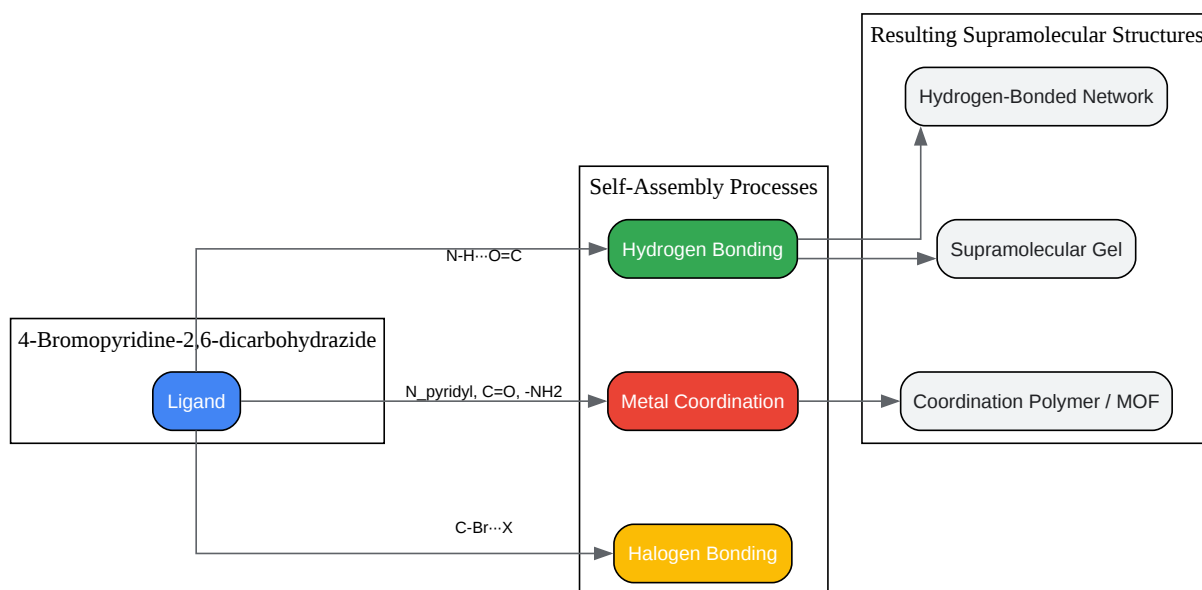 Resulting Supramolecular Structures
Hydrogen-Bonded Network
Self-Assembly Processes
Hydrogen Bonding
N-H···O=C
Supramolecular Gel
4-Bromopyridine-2,6-dicarbohydrazide
Ligand
N_pyridyl, C=O, -NH2
Metal Coordination
Coordination Polymer / MOF
C-Br···X
Halogen Bonding